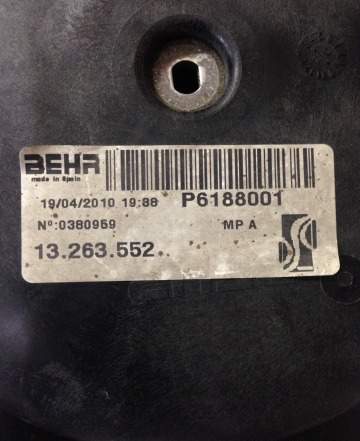 BEHR
made in Spain
19/04/2010 19:88 P6188001
Nº:0380959 MP A
13.263.552